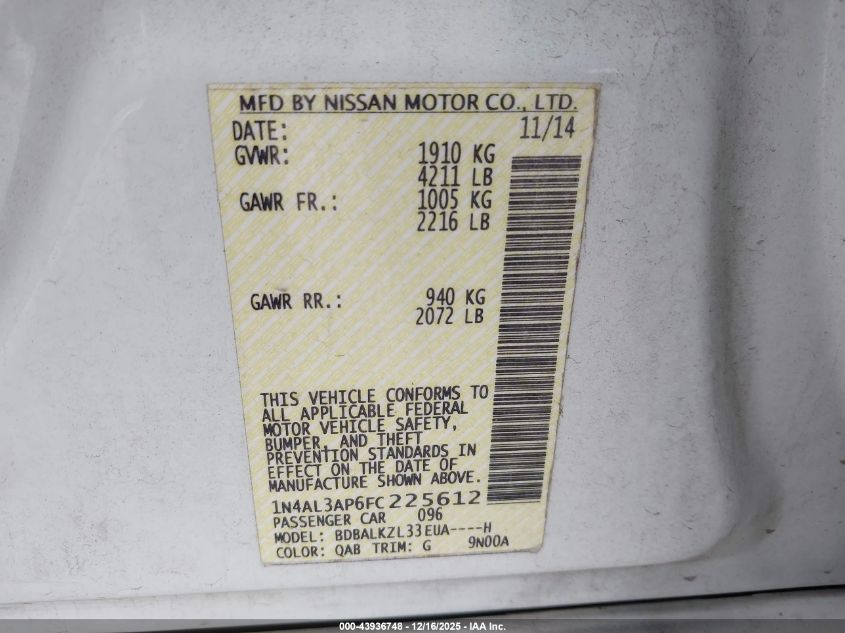 MFD BY NISSAN MOTOR CO., LTD.
DATE: 11/14
GVWR: 1910 KG
4211 LB
GAWR FR.: 1005 KG
2216 LB
GAWR RR.: 940 KG
2072 LB
THIS VEHICLE CONFORMS TO
ALL APPLICABLE FEDERAL
MOTOR VEHICLE SAFETY,
BUMPER, AND THEFT
PREVENTION STANDARDS IN
EFFECT ON THE DATE OF
MANUFACTURE SHOWN ABOVE.
1N4AL3AP6FC225612
PASSENGER CAR 096
MODEL: BDBALKZL33EUA----H
COLOR: QAB TRIM: G 9N00A
000-43936748 - 12/16/2025 - IAA Inc.